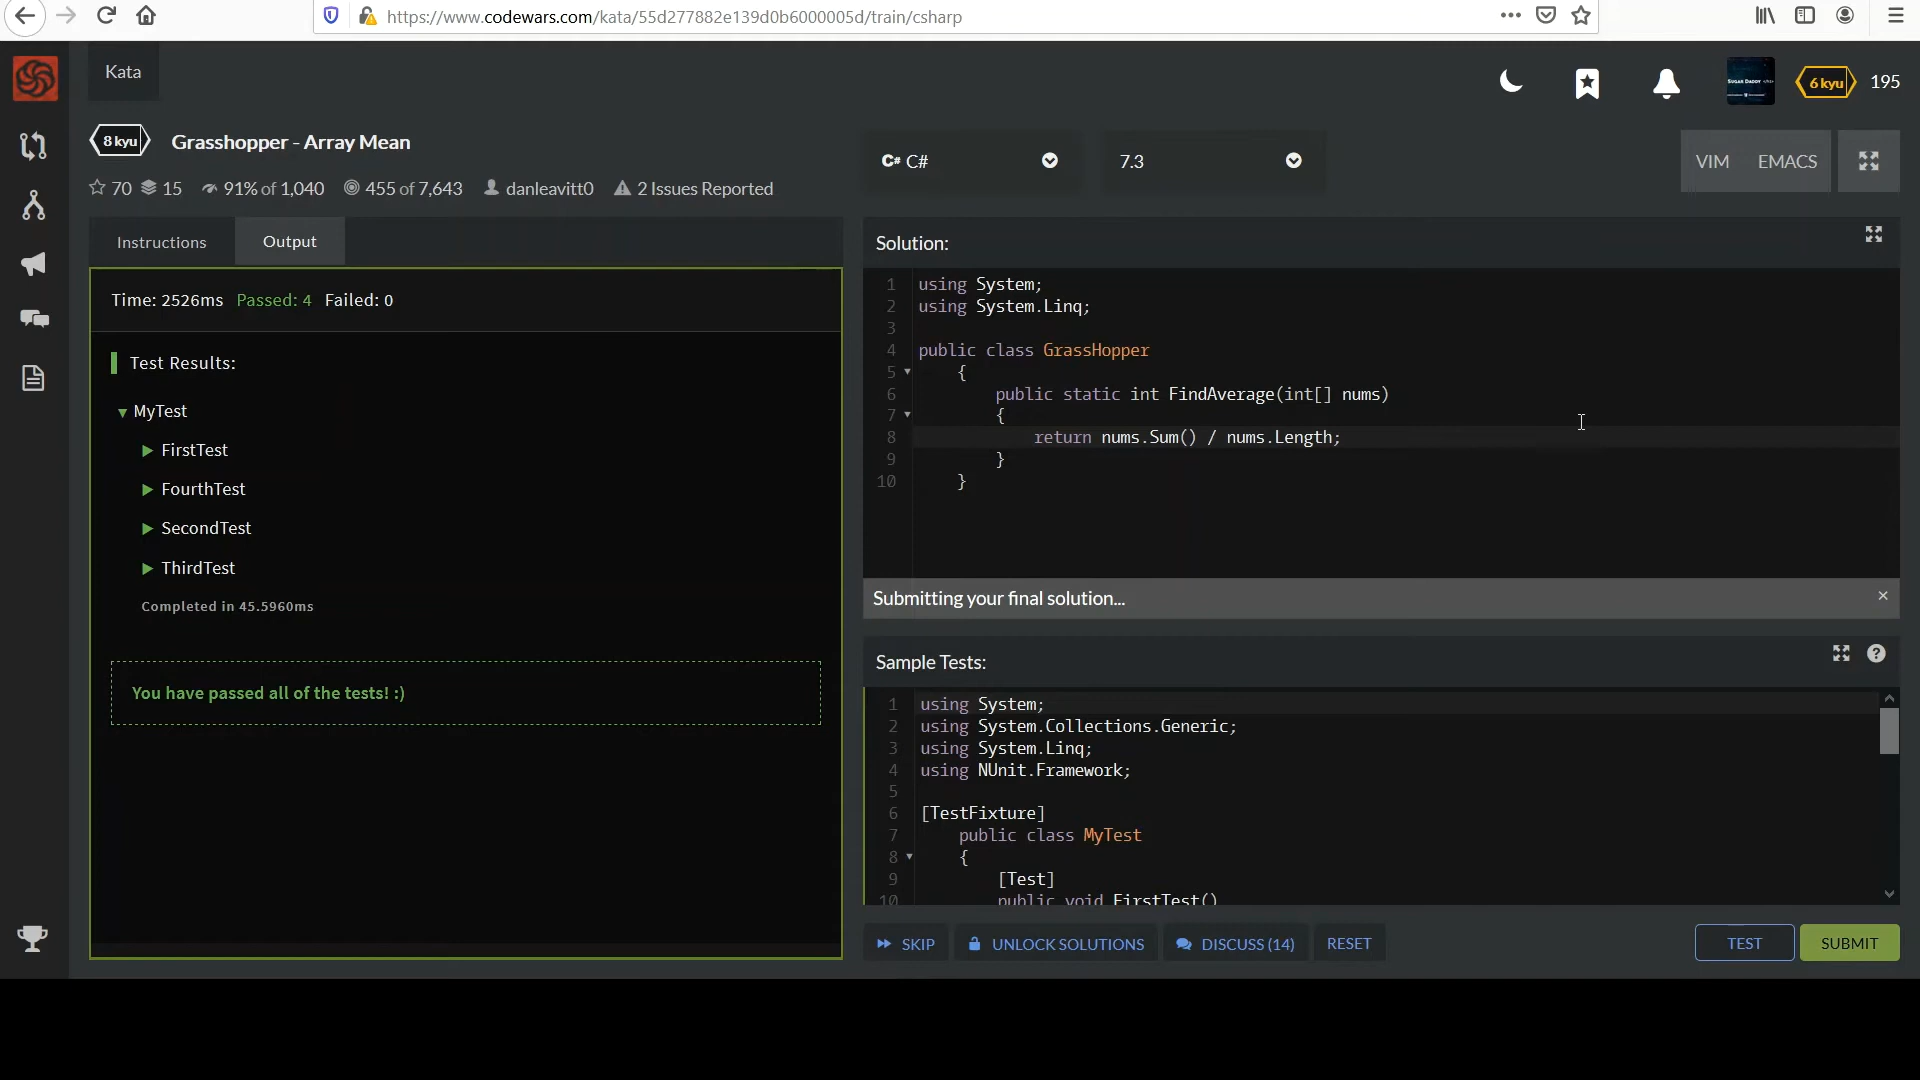 https://www.codewars.com/kata/55d277882e139d0b6000005d/train/csharp
Kata
SUGAR DADDY
6 kyu 195
8 kyu Grasshopper - Array Mean
70 15 91% of 1,040 455 of 7,643 danleavitt0 2 Issues Reported
C# C#
7.3
VIM EMACS
Instructions Output
Time: 2526ms Passed: 4 Failed: 0
Test Results:
MyTest
FirstTest
FourthTest
SecondTest
ThirdTest
Completed in 45.5960ms
You have passed all of the tests! :)
Solution:
1 using System;
2 using System.Linq;
3
4 public class GrassHopper
5 {
6 public static int FindAverage(int[] nums)
7 {
8 return nums.Sum() / nums.Length;
9 }
10 }
Submitting your final solution...
Sample Tests:
1 using System;
2 using System.Collections.Generic;
3 using System.Linq;
4 using NUnit.Framework;
5
6 [TestFixture]
7 public class MyTest
8 {
9 [Test]
10 public void FirstTest()
SKIP UNLOCK SOLUTIONS DISCUSS (14) RESET TEST SUBMIT